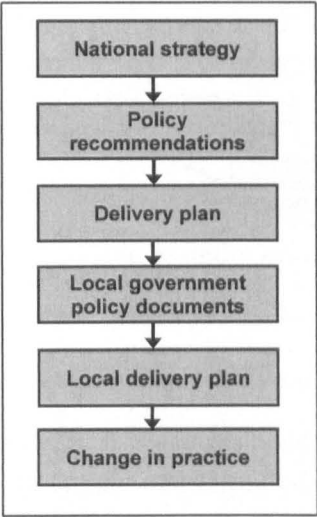 National strategy
Policy
recommendations
Delivery plan
Local government
policy documents
Local delivery plan
Change in practice